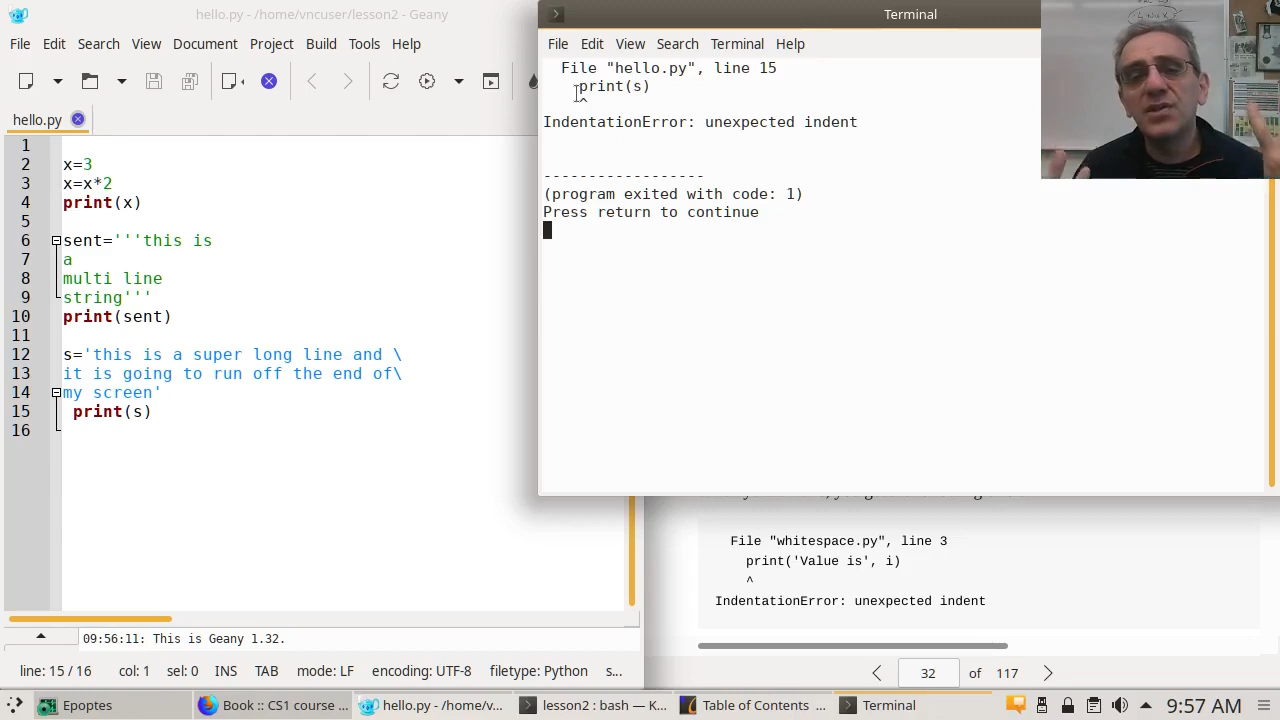 hello.py - /home/vncuser/lesson2 - Geany
File Edit Search View Document Project Build Tools Help
hello.py
1
2 x=3
3 x=x*2
4 print(x)
5
6 sent='''this is
7 a
8 multi line
9 string'''
10 print(sent)
11
12 s='this is a super long line and \
13 it is going to run off the end of\
14 my screen'
15 print(s)
16
09:56:11: This is Geany 1.32.
line: 15 / 16 col: 1 sel: 0 INS TAB mode: LF encoding: UTF-8 filetype: Python s...
Terminal
File Edit View Search Terminal Help
File "hello.py", line 15
print(s)
^
IndentationError: unexpected indent
------------------
(program exited with code: 1)
Press return to continue
File "whitespace.py", line 3
print('Value is', i)
^
IndentationError: unexpected indent
32 of 117
Epoptes
Book :: CS1 course ...
hello.py - /home/v...
lesson2 : bash — K...
Table of Contents ...
Terminal
9:57 AM